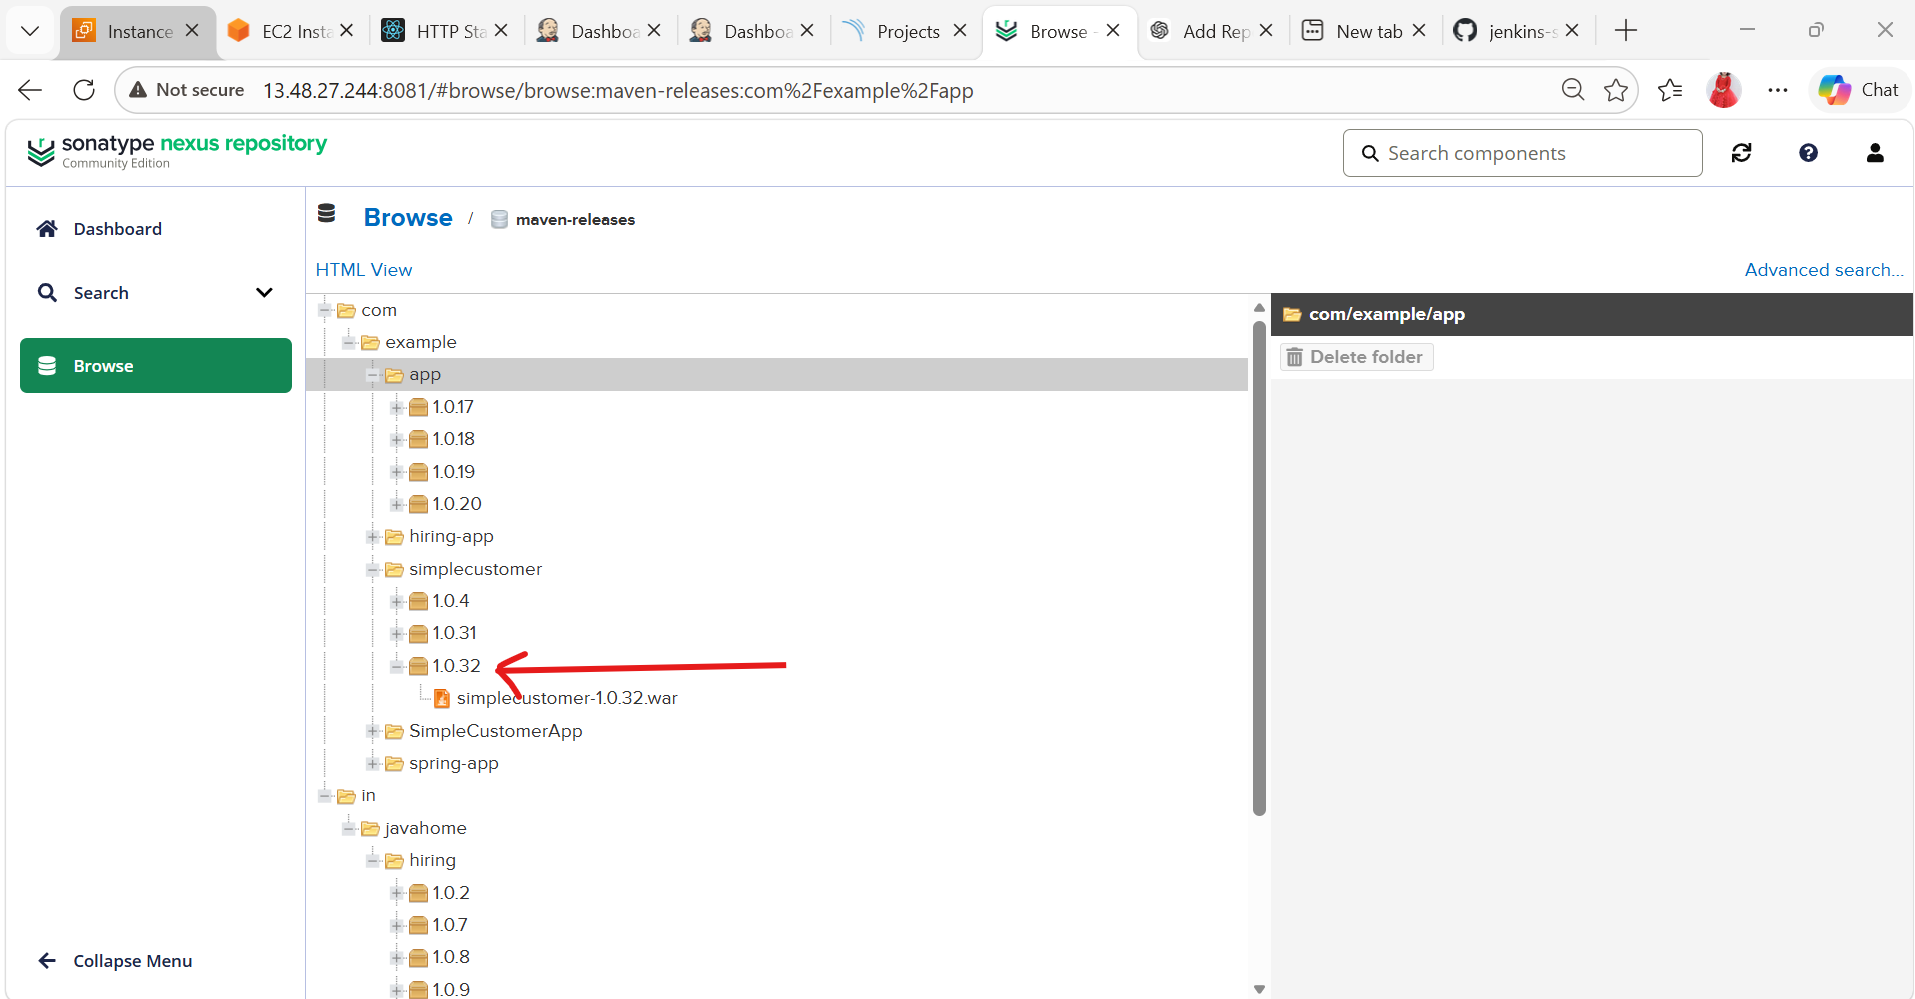 Instance
EC2 Insta
HTTP Sta
Dashboa
Dashboa
Projects
Browse -
Add Rep
New tab
jenkins-s
Not secure 13.48.27.244:8081/#browse/browse:maven-releases:com%2Fexample%2Fapp
Chat
sonatype nexus repository
Community Edition
Search components
Dashboard
Search
Browse
Collapse Menu
Browse / maven-releases
HTML View
Advanced search...
com
example
app
1.0.17
1.0.18
1.0.19
1.0.20
hiring-app
simplecustomer
1.0.4
1.0.31
1.0.32
simplecustomer-1.0.32.war
SimpleCustomerApp
spring-app
in
javahome
hiring
1.0.2
1.0.7
1.0.8
1.0.9
com/example/app
Delete folder